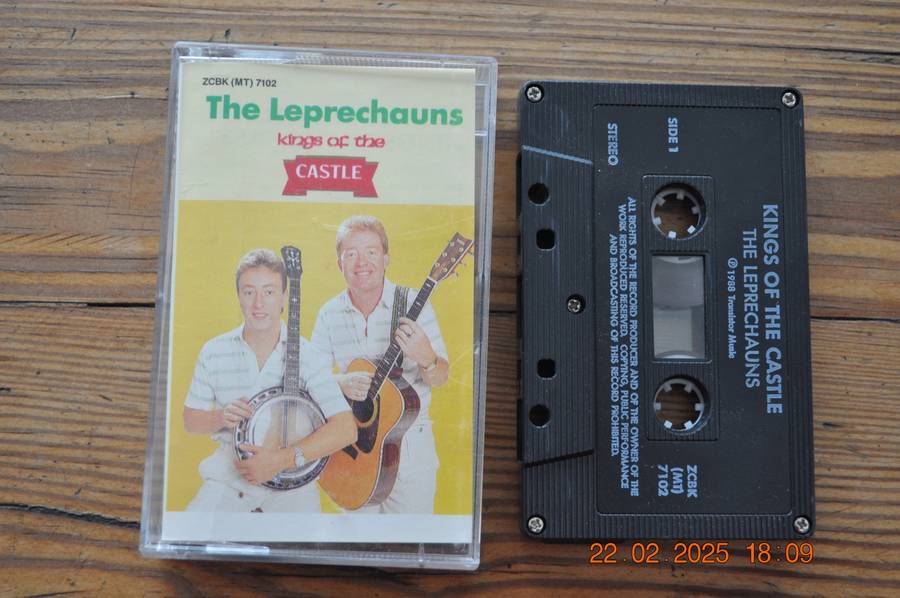 ZCBK (MT) 7102
The Leprechauns
kings of the
CASTLE
KINGS OF THE CASTLE
THE LEPRECHAUNS
℗ 1988 Translator Music
SIDE 1
STEREO
ZCBK
(MT)
7102
ALL RIGHTS OF THE RECORD PRODUCER AND OF THE OWNER OF THE
WORK REPRODUCED RESERVED. COPYING, PUBLIC PERFORMANCE
AND BROADCASTING OF THIS RECORD PROHIBITED.
22.02.2025 18:09